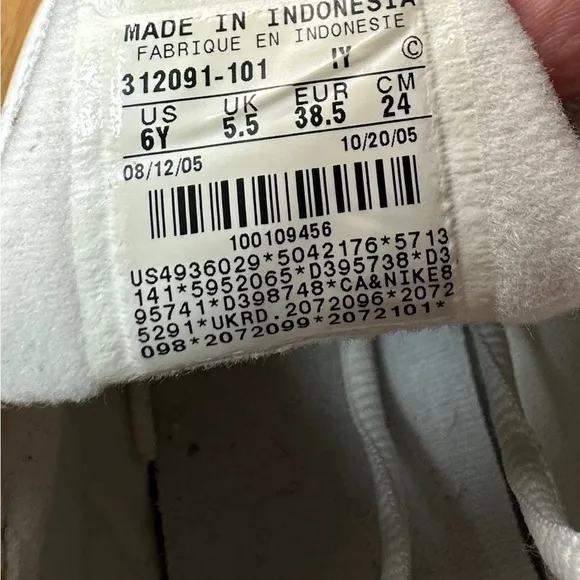 MADE IN INDONESIA
FABRIQUE EN INDONESIE
312091-101 IY ©
US UK EUR CM
6Y 5.5 38.5 24
08/12/05 10/20/05
100109456
US4936029*5042176*5713
141*5952065*D395738*D3
95741*D398748*CA&NIKE8
5291*UKRD.2072096*2072
098*2072099*2072101*